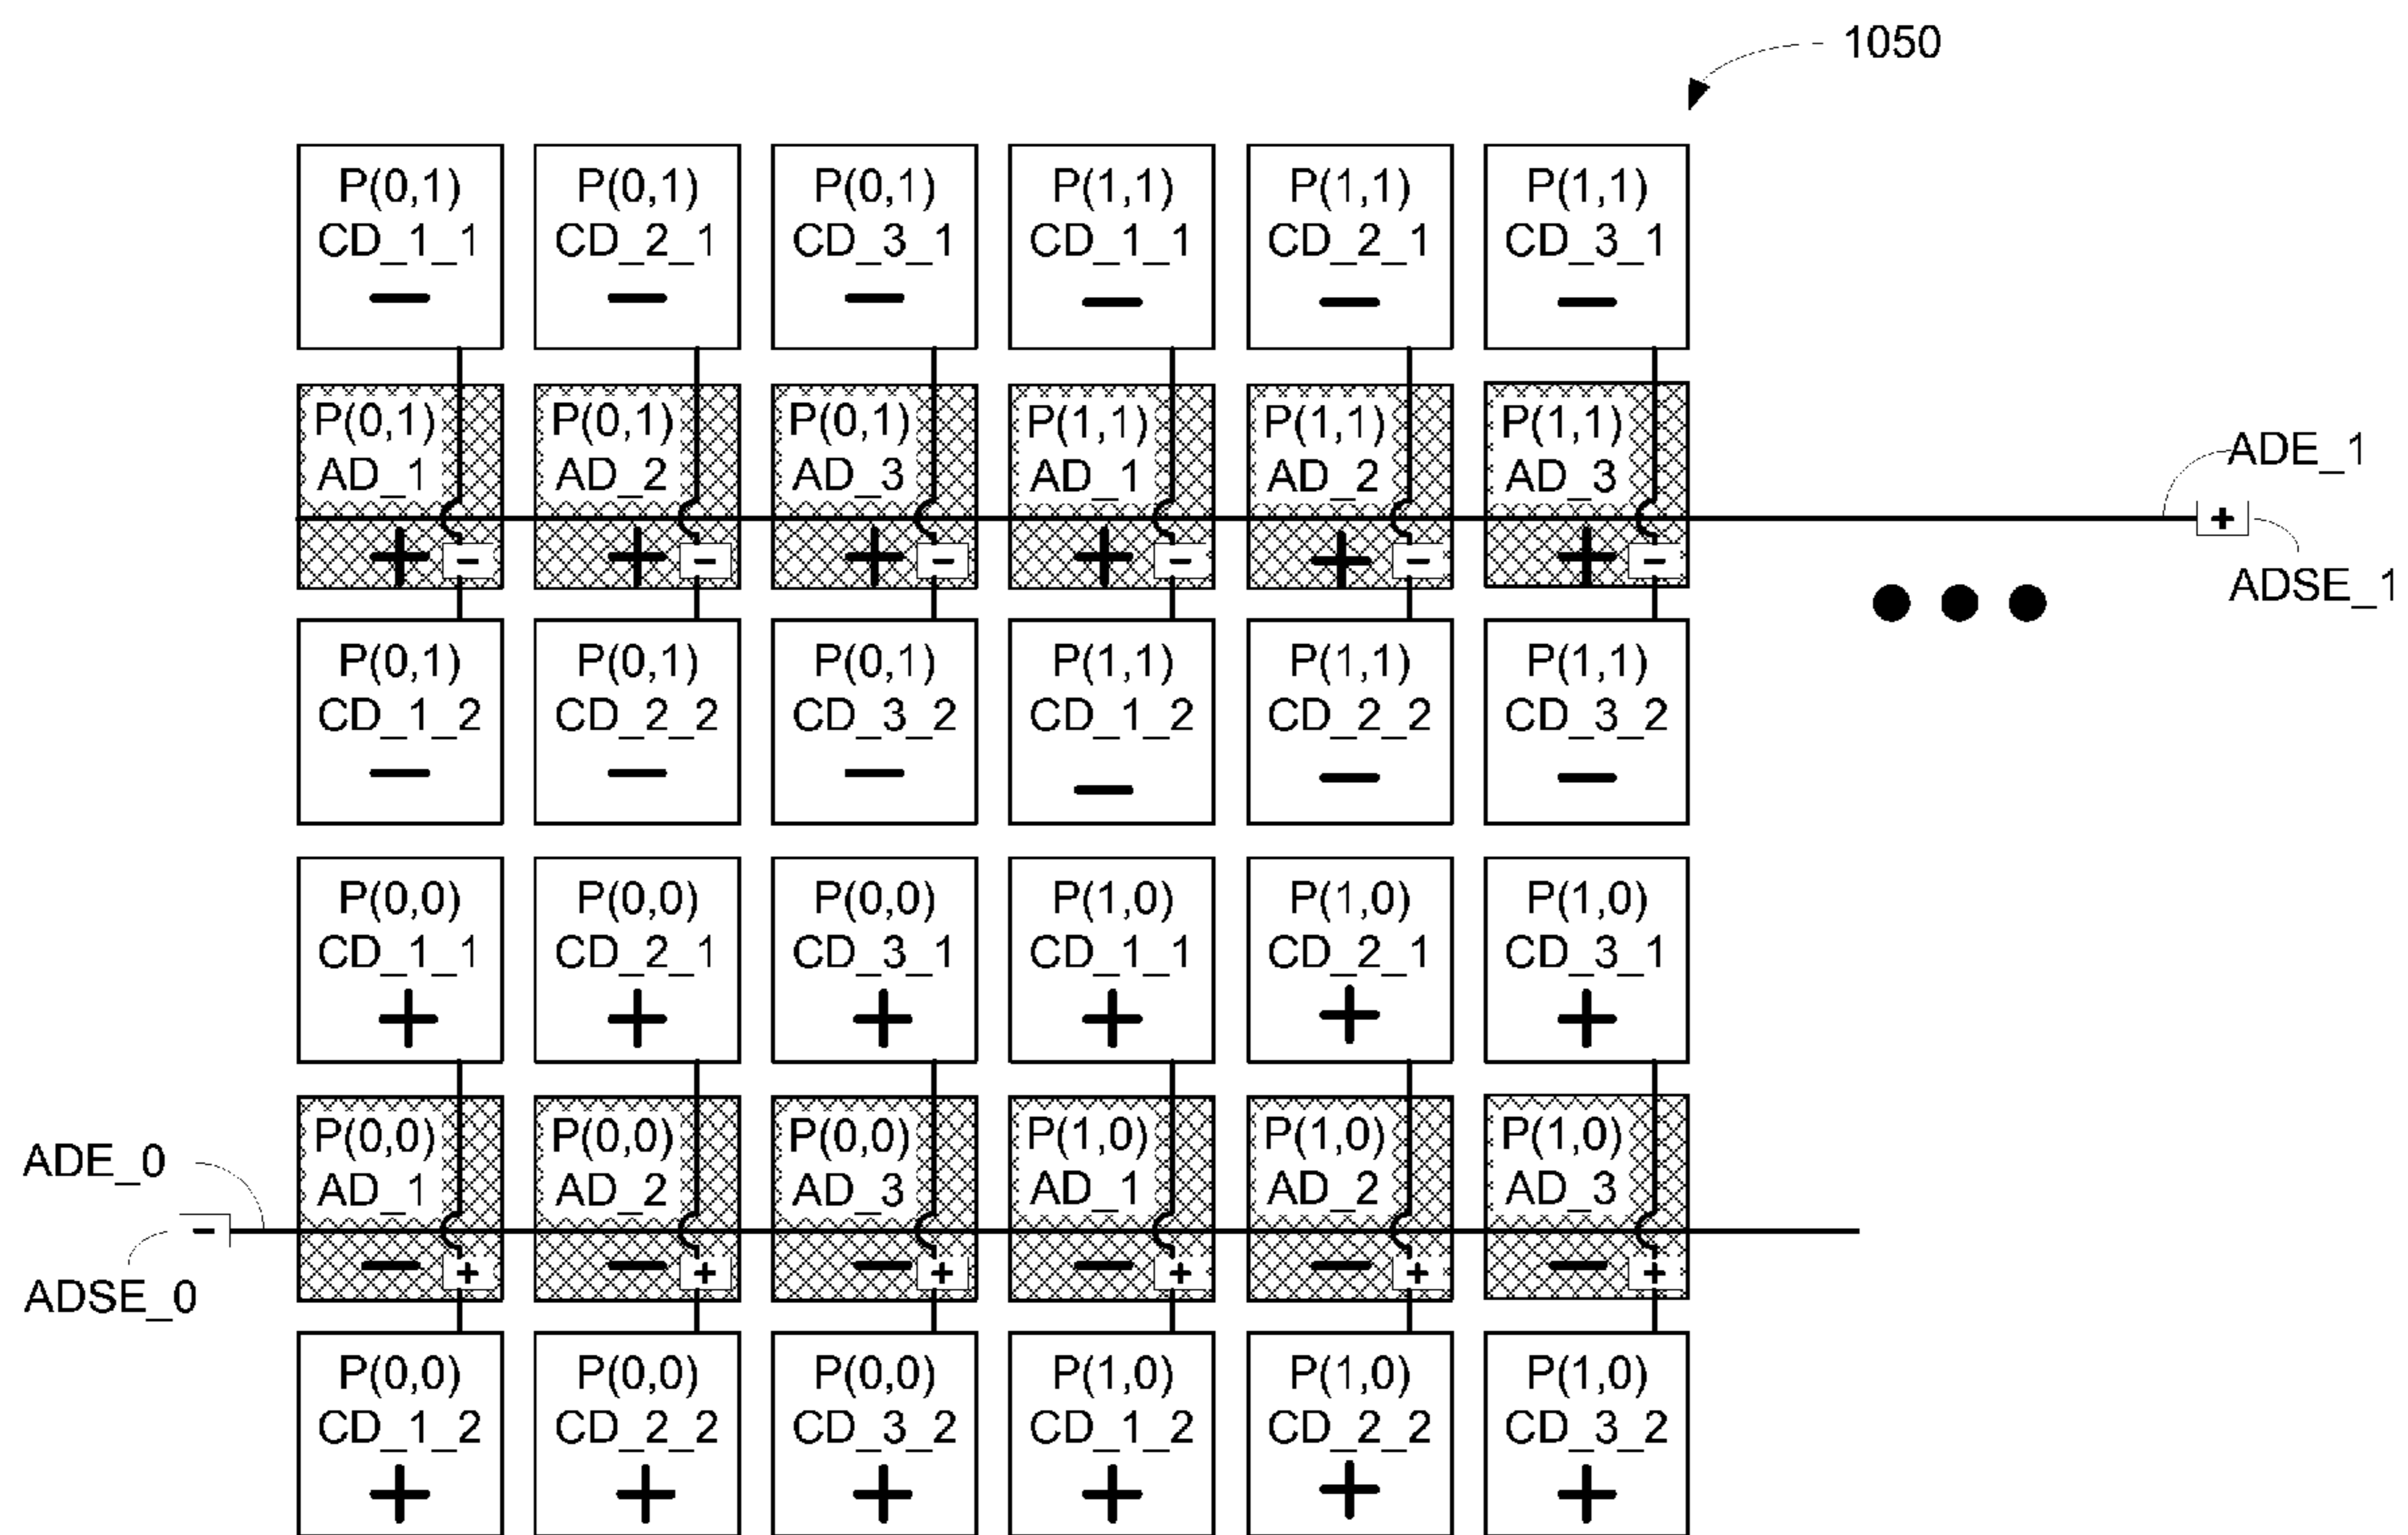 1050
P(0,1) P(0,1) P(0,1) P(1,1) P(1,1) P(1,1)
CD_1_1 CD_2_1 CD_3_1 CD_1_1 CD_2_1 CD_3_1
− − − − − −
P(0,1) P(0,1) P(0,1) P(1,1) P(1,1) P(1,1)
AD_1 AD_2 AD_3 AD_1 AD_2 AD_3
ADE_1
+
+ - + - + - + - + - + -
ADSE_1
P(0,1) P(0,1) P(0,1) P(1,1) P(1,1) P(1,1)
CD_1_2 CD_2_2 CD_3_2 CD_1_2 CD_2_2 CD_3_2
− − − − − −
P(0,0) P(0,0) P(0,0) P(1,0) P(1,0) P(1,0)
CD_1_1 CD_2_1 CD_3_1 CD_1_1 CD_2_1 CD_3_1
+ + + + + +
P(0,0) P(0,0) P(0,0) P(1,0) P(1,0) P(1,0)
ADE_0
AD_1 AD_2 AD_3 AD_1 AD_2 AD_3
-
− + − + − + − + − + − +
ADSE_0
P(0,0) P(0,0) P(0,0) P(1,0) P(1,0) P(1,0)
CD_1_2 CD_2_2 CD_3_2 CD_1_2 CD_2_2 CD_3_2
+ + + + + +